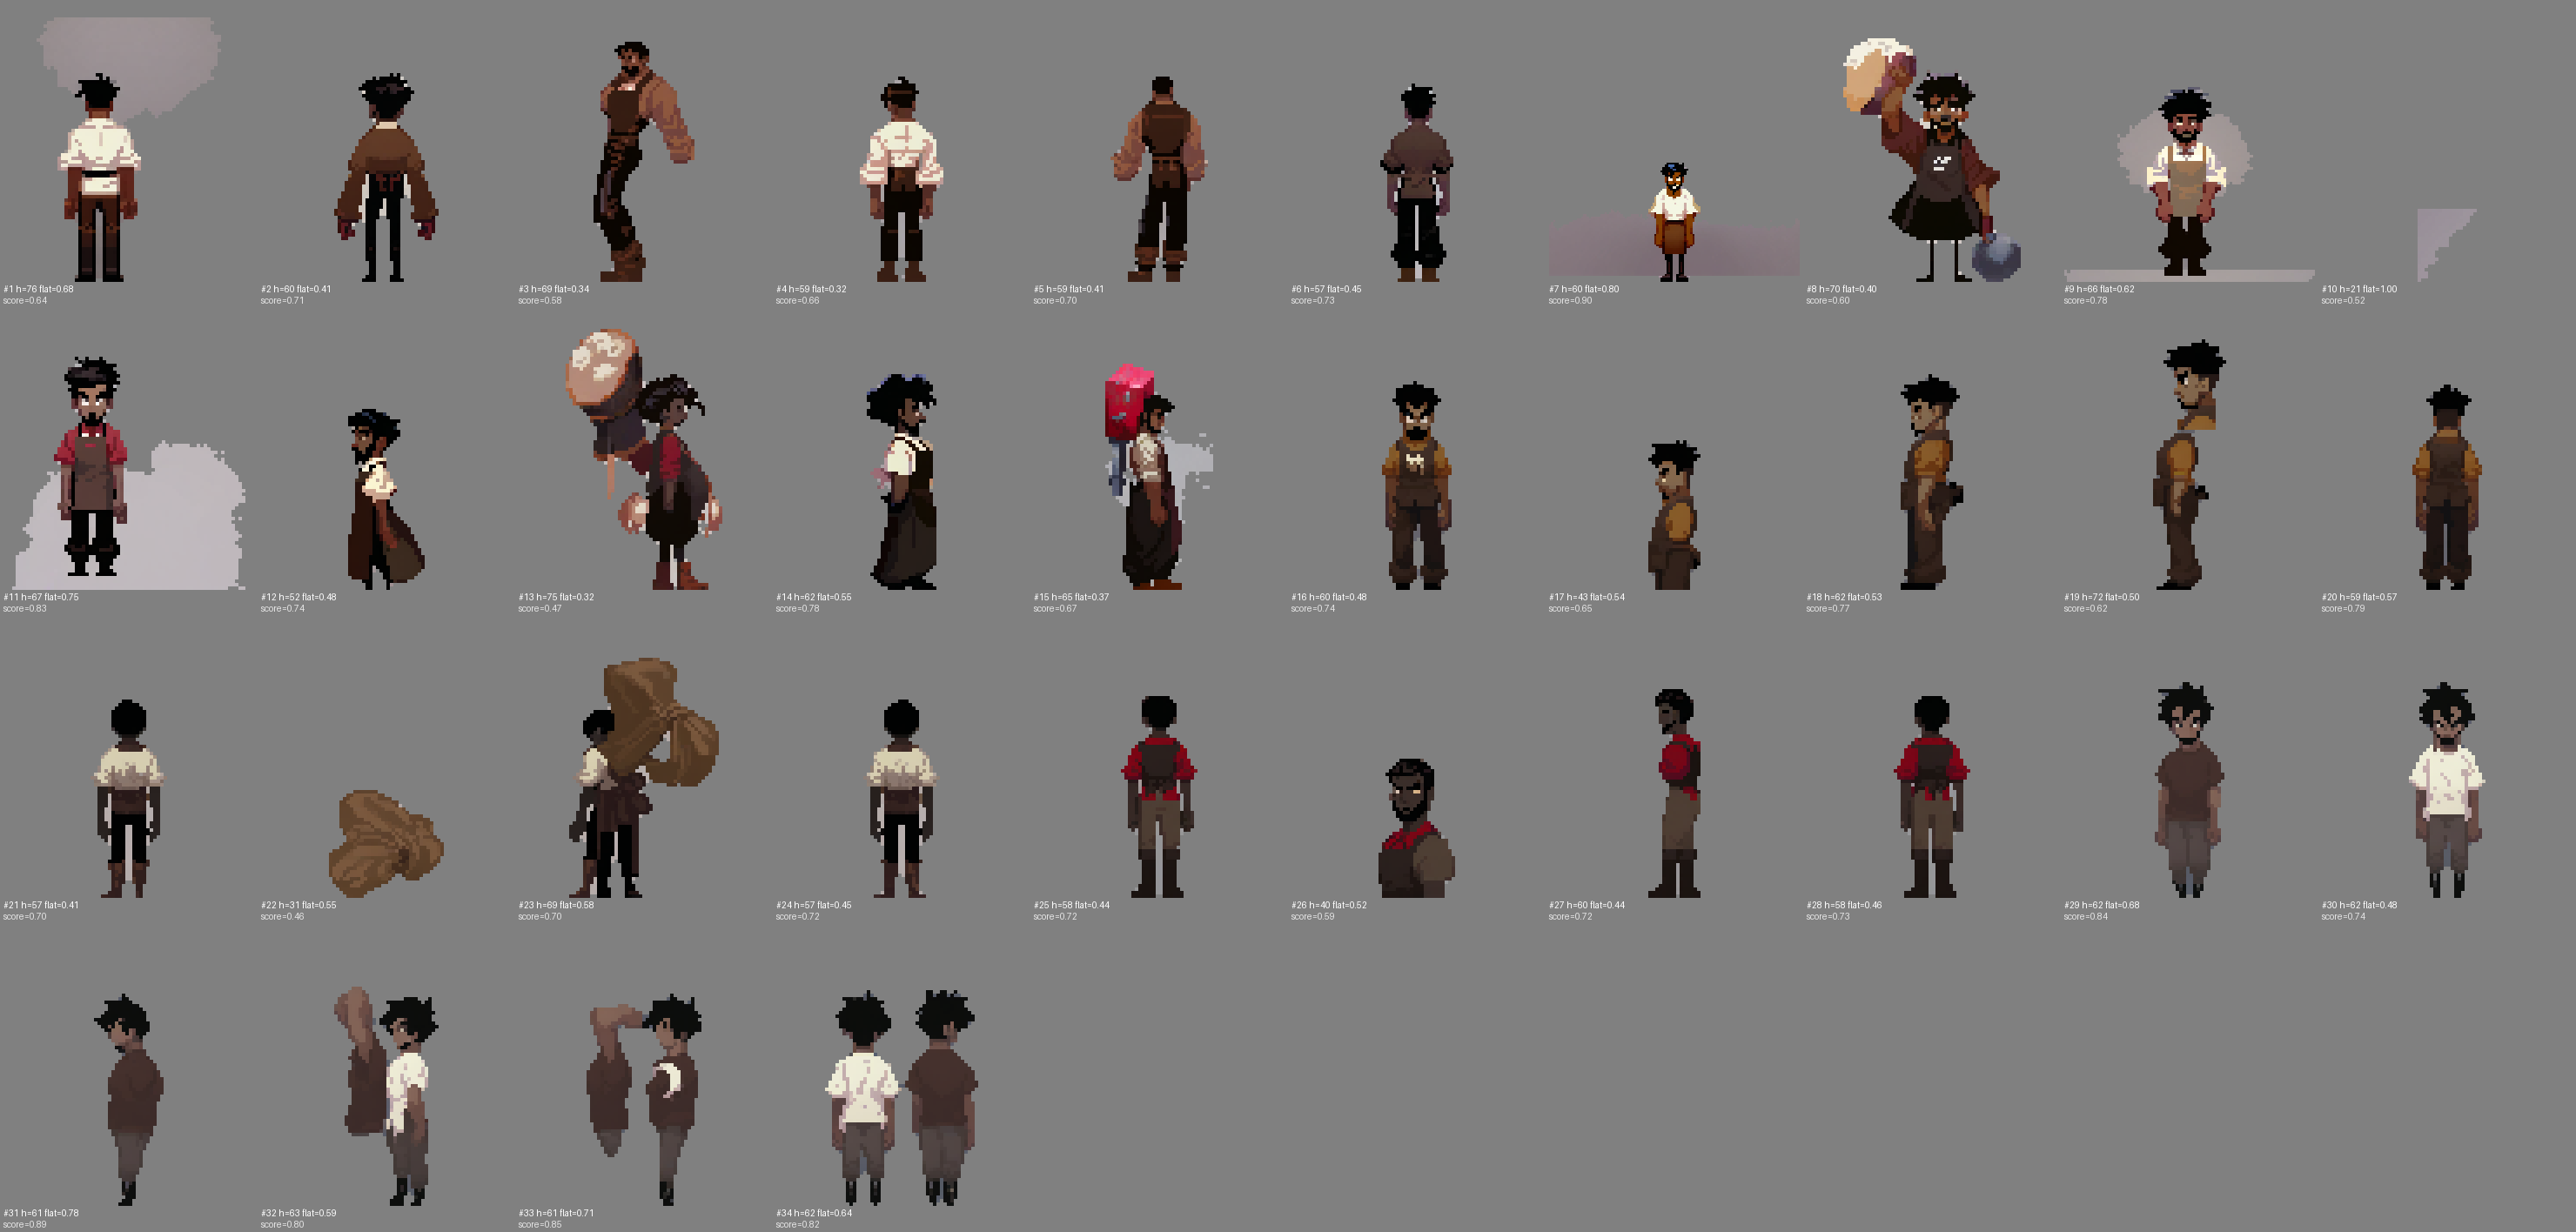 #1 h=76 flat=0.68
score=0.64
#2 h=60 flat=0.41
score=0.71
#3 h=69 flat=0.34
score=0.58
#4 h=59 flat=0.32
score=0.66
#5 h=59 flat=0.41
score=0.70
#6 h=57 flat=0.45
score=0.73
#7 h=60 flat=0.80
score=0.90
#8 h=70 flat=0.40
score=0.60
#9 h=66 flat=0.62
score=0.78
#10 h=21 flat=1.00
score=0.52
#11 h=67 flat=0.75
score=0.83
#12 h=52 flat=0.48
score=0.74
#13 h=75 flat=0.32
score=0.47
#14 h=62 flat=0.55
score=0.78
#15 h=65 flat=0.37
score=0.67
#16 h=60 flat=0.48
score=0.74
#17 h=43 flat=0.54
score=0.65
#18 h=62 flat=0.53
score=0.77
#19 h=72 flat=0.50
score=0.62
#20 h=59 flat=0.57
score=0.79
#21 h=57 flat=0.41
score=0.70
#22 h=31 flat=0.55
score=0.46
#23 h=69 flat=0.58
score=0.70
#24 h=57 flat=0.45
score=0.72
#25 h=58 flat=0.44
score=0.72
#26 h=40 flat=0.52
score=0.59
#27 h=60 flat=0.44
score=0.72
#28 h=58 flat=0.46
score=0.73
#29 h=62 flat=0.68
score=0.84
#30 h=62 flat=0.48
score=0.74
#31 h=61 flat=0.78
score=0.89
#32 h=63 flat=0.59
score=0.80
#33 h=61 flat=0.71
score=0.85
#34 h=62 flat=0.64
score=0.82